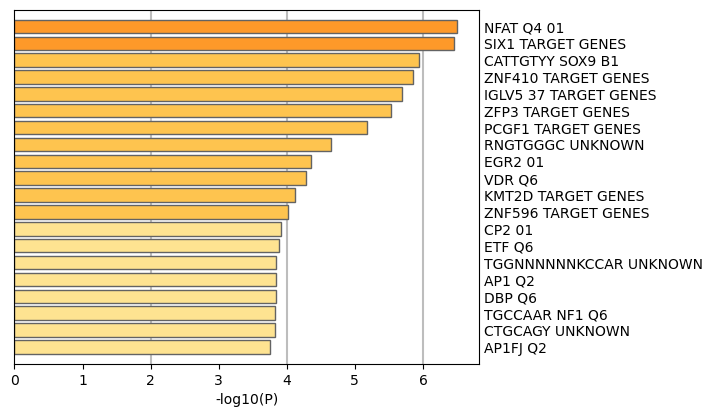 NFAT Q4 01
SIX1 TARGET GENES
CATTGTYY SOX9 B1
ZNF410 TARGET GENES
IGLV5 37 TARGET GENES
ZFP3 TARGET GENES
PCGF1 TARGET GENES
RNGTGGGC UNKNOWN
EGR2 01
VDR Q6
KMT2D TARGET GENES
ZNF596 TARGET GENES
CP2 01
ETF Q6
TGGNNNNNNKCCAR UNKNOWN
AP1 Q2
DBP Q6
TGCCAAR NF1 Q6
CTGCAGY UNKNOWN
AP1FJ Q2
0 1 2 3 4 5 6
-log10(P)